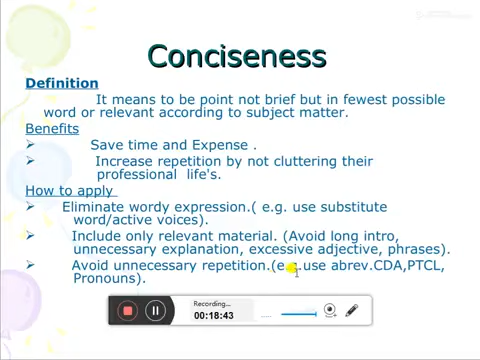 Conciseness
Definition
It means to be point not brief but in fewest possible
word or relevant according to subject matter.
Benefits
Save time and Expense .
Increase repetition by not cluttering their
professional life's.
How to apply
Eliminate wordy expression.( e.g. use substitute
word/active voices).
Include only relevant material. (Avoid long intro,
unnecessary explanation, excessive adjective, phrases).
Avoid unnecessary repetition.(e.g.use abrev.CDA,PTCL,
Pronouns).
Recording...
00:18:43